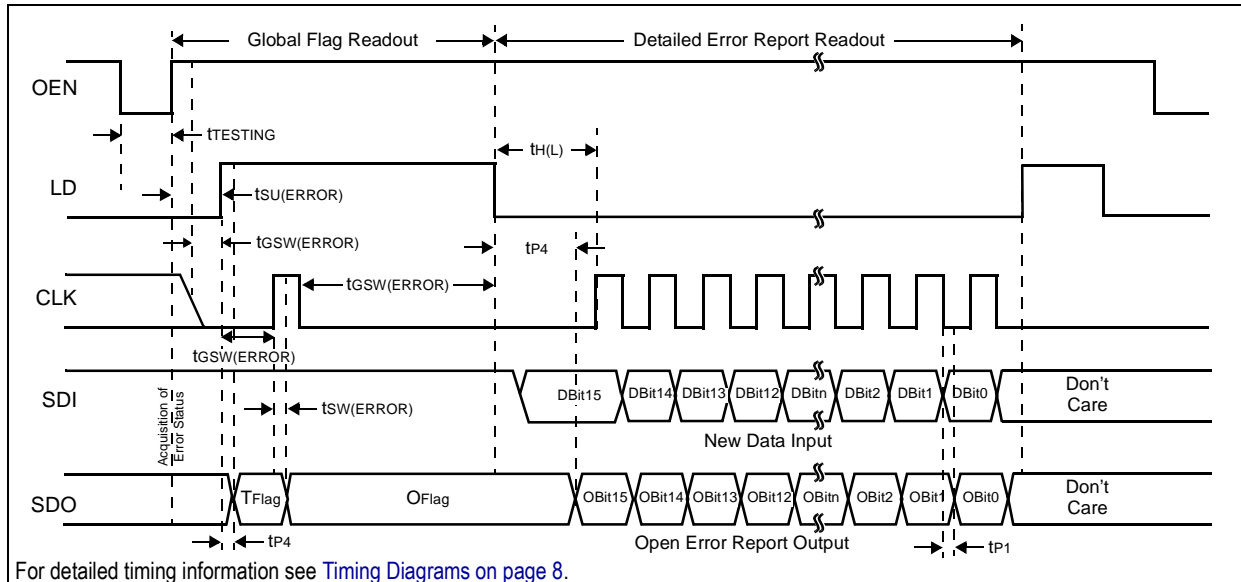 Global Flag Readout
Detailed Error Report Readout
OEN
tTESTING
tH(L)
LD
tSU(ERROR)
tGSW(ERROR)
tP4
CLK
tGSW(ERROR)
tGSW(ERROR)
Acquisition of
Error Status
SDI
DBit15
DBit14
DBit13
DBit12
DBitn
DBit2
DBit1
DBit0
Don't
Care
tSW(ERROR)
New Data Input
SDO
TFlag
OFlag
OBit15
OBit14
OBit13
OBit12
OBitn
OBit2
OBit1
OBit0
Don't
Care
tP4
Open Error Report Output
tP1
For detailed timing information see Timing Diagrams on page 8.